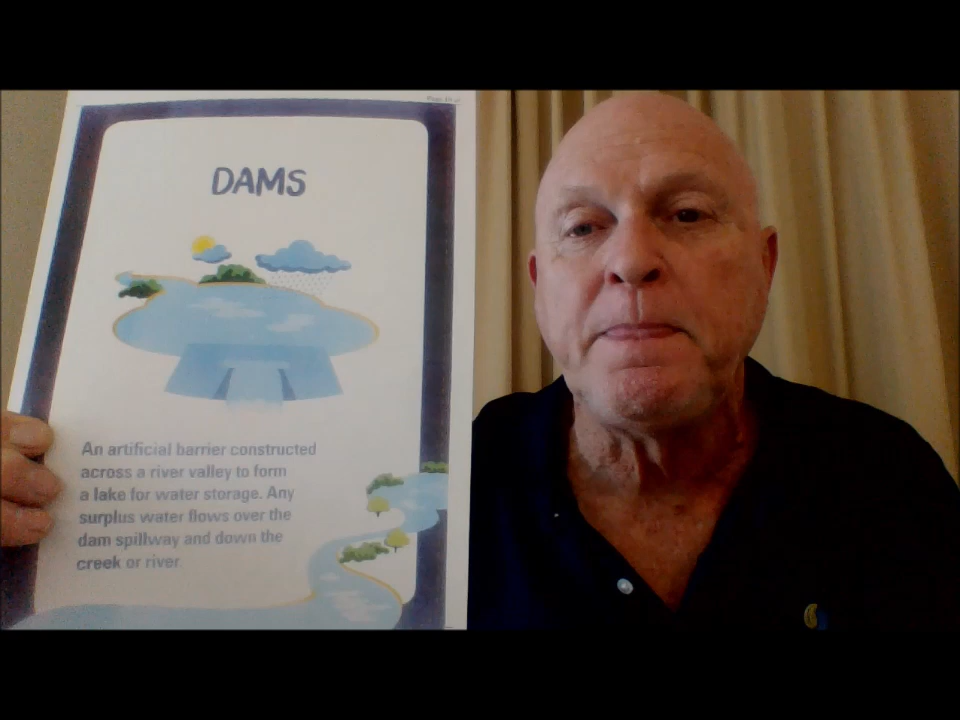 DAMS
An artificial barrier constructed
across a river valley to form
a lake for water storage. Any
surplus water flows over the
dam spillway and down the
creek or river